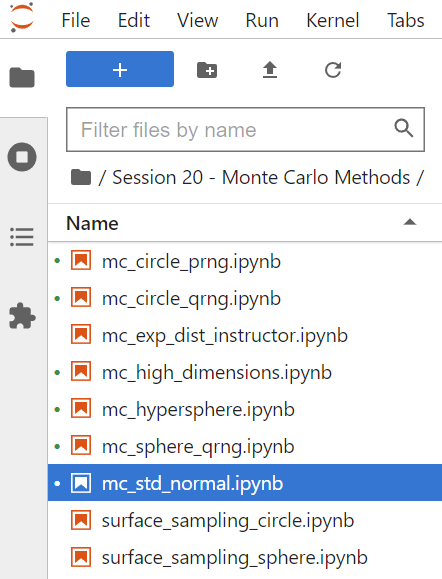 File Edit View Run Kernel Tabs
Filter files by name
/ Session 20 - Monte Carlo Methods /
Name
mc_circle_prng.ipynb
mc_circle_qrng.ipynb
mc_exp_dist_instructor.ipynb
mc_high_dimensions.ipynb
mc_hypersphere.ipynb
mc_sphere_qrng.ipynb
mc_std_normal.ipynb
surface_sampling_circle.ipynb
surface_sampling_sphere.ipynb